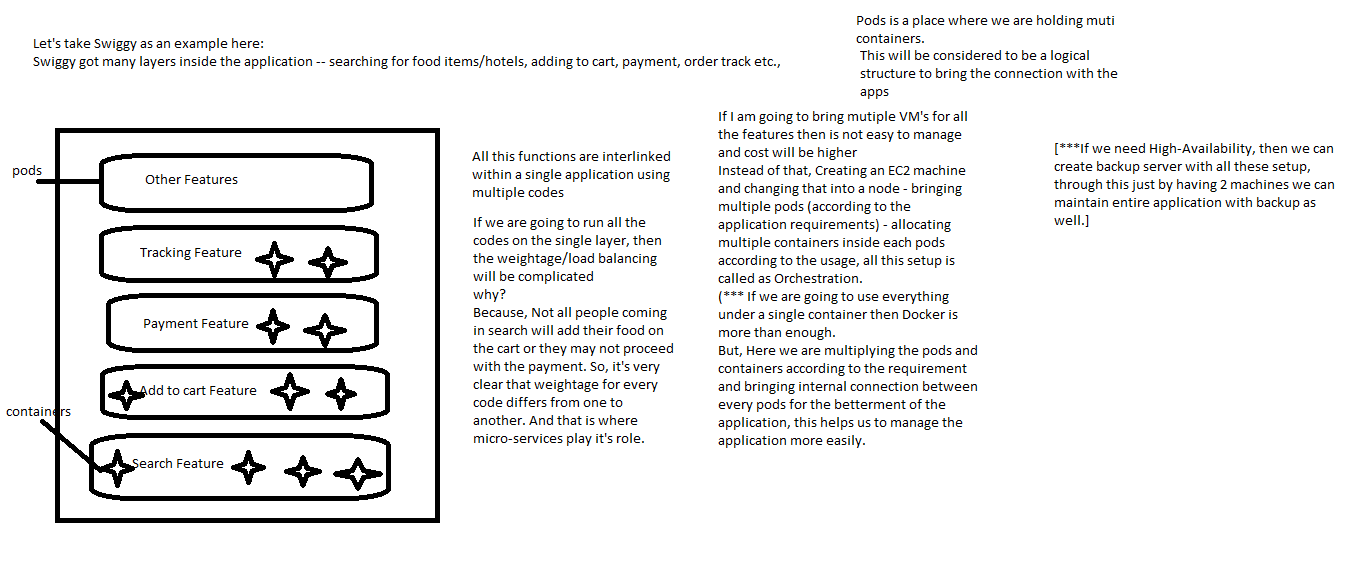 Let's take Swiggy as an example here:
Swiggy got many layers inside the application -- searching for food items/hotels, adding to cart, payment, order track etc.,
Pods is a place where we are holding muti
containers.
This will be considered to be a logical
structure to bring the connection with the
apps
pods
Other Features
Tracking Feature
Payment Feature
Add to cart Feature
containers
Search Feature
All this functions are interlinked
within a single application using
multiple codes
If we are going to run all the
codes on the single layer, then
the weightage/load balancing
will be complicated
why?
Because, Not all people coming
in search will add their food on
the cart or they may not proceed
with the payment. So, it's very
clear that weightage for every
code differs from one to
another. And that is where
micro-services play it's role.
If I am going to bring mutiple VM's for all
the features then is not easy to manage
and cost will be higher
Instead of that, Creating an EC2 machine
and changing that into a node - bringing
multiple pods (according to the
application requirements) - allocating
multiple containers inside each pods
according to the usage, all this setup is
called as Orchestration.
(*** If we are going to use everything
under a single container then Docker is
more than enough.
But, Here we are multiplying the pods and
containers according to the requirement
and bringing internal connection between
every pods for the betterment of the
application, this helps us to manage the
application more easily.
[***If we need High-Availability, then we can
create backup server with all these setup,
through this just by having 2 machines we can
maintain entire application with backup as
well.]